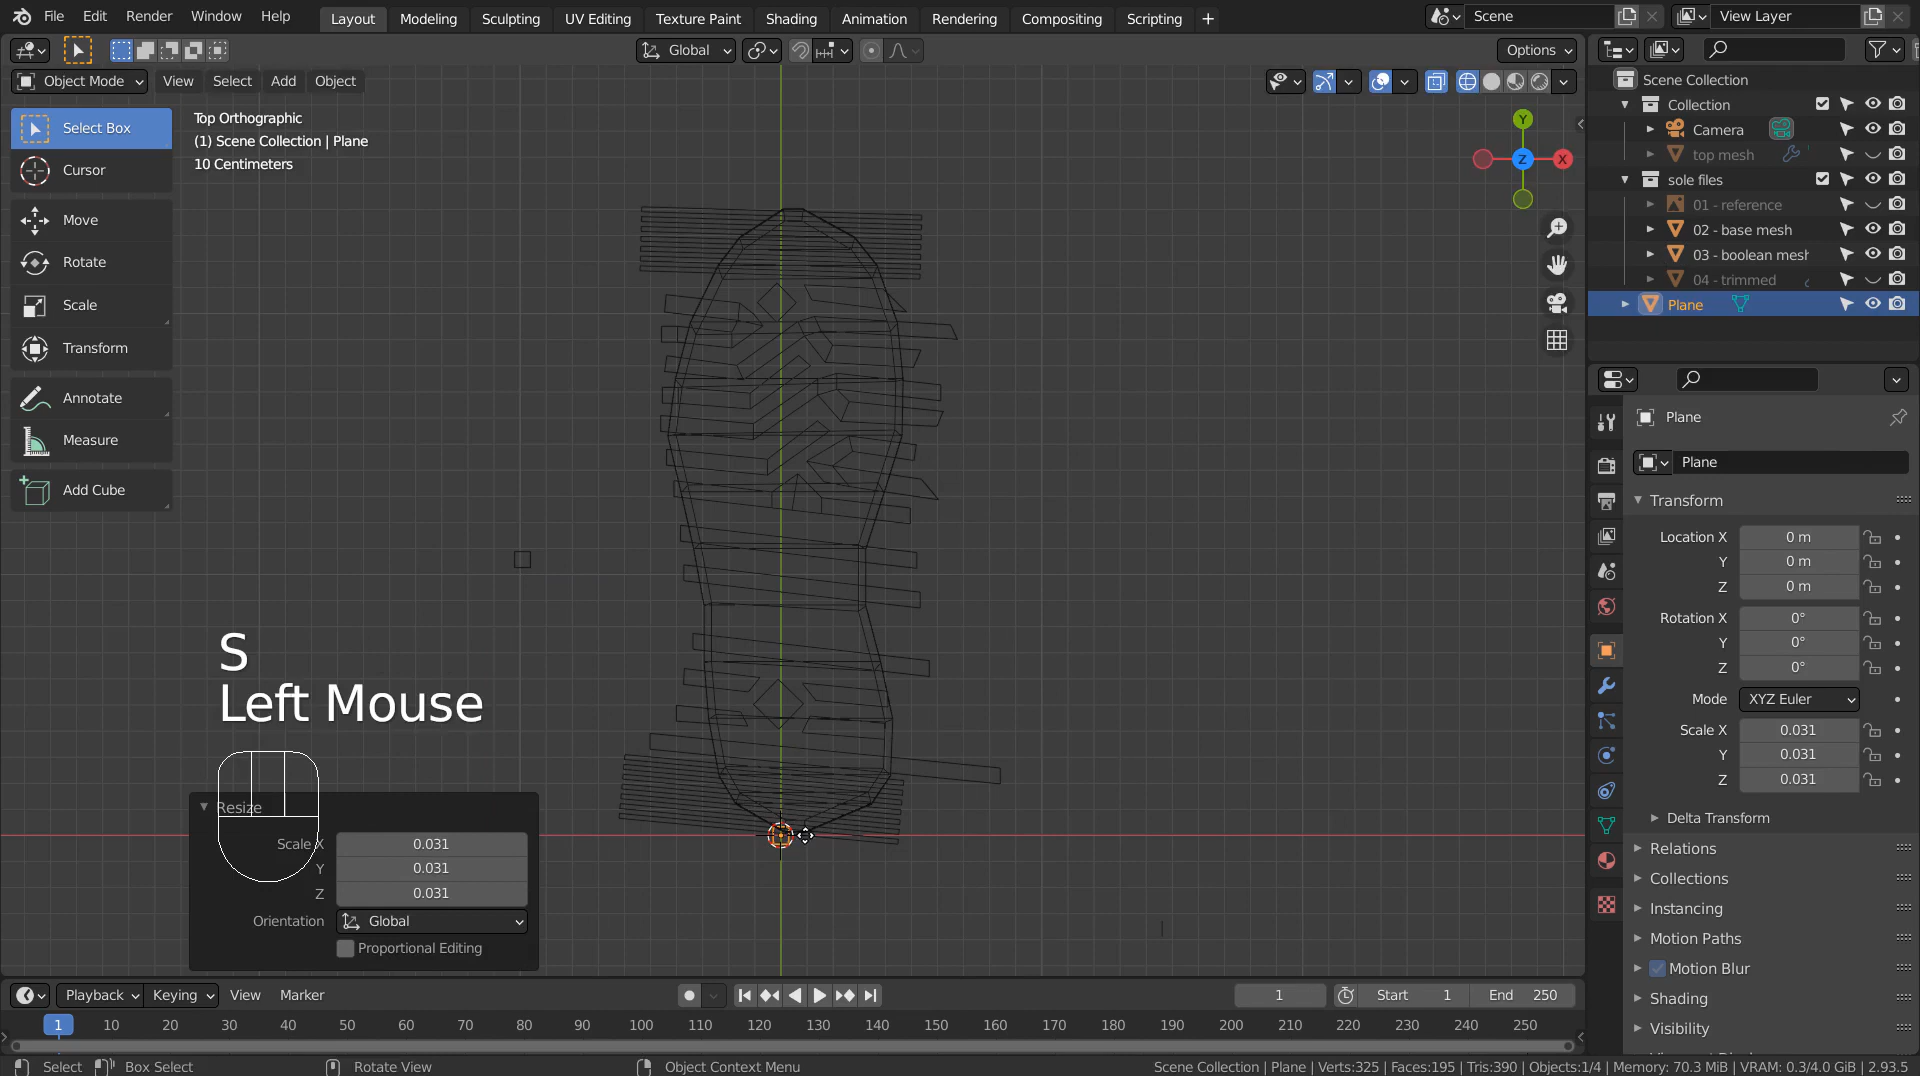 File Edit Render Window Help Layout Modeling Sculpting UV Editing Texture Paint Shading Animation Rendering Compositing Scripting + Scene View Layer
Global Options
Object Mode View Select Add Object
Select Box
Cursor
Move
Rotate
Scale
Transform
Annotate
Measure
Add Cube
Top Orthographic
(1) Scene Collection | Plane
10 Centimeters
Y
X
Z
S
Left Mouse
Resize
Scale X 0.031
Y 0.031
Z 0.031
Orientation Global
Proportional Editing
Scene Collection
Collection
Camera
top mesh
sole files
01 - reference
02 - base mesh
03 - boolean mesh
04 - trimmed
Plane
Plane
Plane
Transform
Location X 0 m
Y 0 m
Z 0 m
Rotation X 0°
Y 0°
Z 0°
Mode XYZ Euler
Scale X 0.031
Y 0.031
Z 0.031
Delta Transform
Relations
Collections
Instancing
Motion Paths
Motion Blur
Shading
Visibility
Playback Keying View Marker 1 Start 1 End 250
1 10 20 30 40 50 60 70 80 90 100 110 120 130 140 150 160 170 180 190 200 210 220 230 240 250
Select Box Select Rotate View Object Context Menu Scene Collection | Plane | Verts:325 | Faces:195 | Tris:390 | Objects:1/4 | Memory: 70.3 MiB | VRAM: 0.3/4.0 GiB | 2.93.5